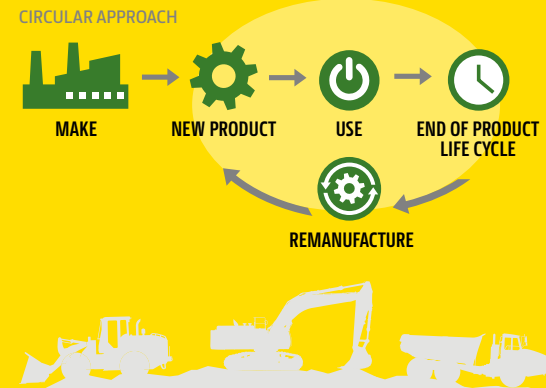 CIRCULAR APPROACH
MAKE
NEW PRODUCT
USE
END OF PRODUCT
LIFE CYCLE
REMANUFACTURE